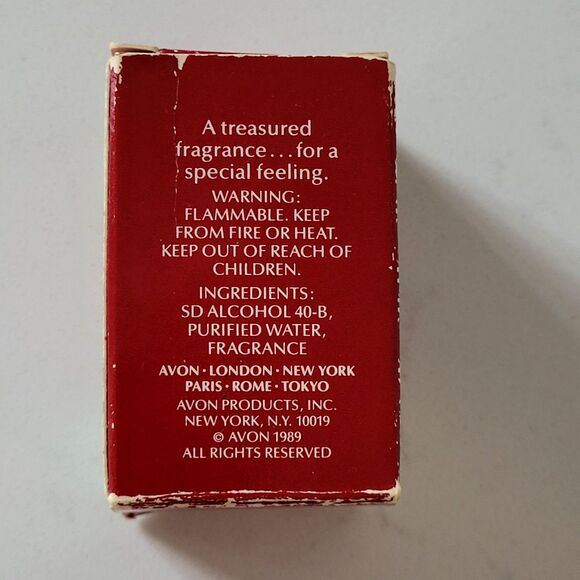 A treasured
fragrance...for a
special feeling.
WARNING:
FLAMMABLE. KEEP
FROM FIRE OR HEAT.
KEEP OUT OF REACH OF
CHILDREN.
INGREDIENTS:
SD ALCOHOL 40-B,
PURIFIED WATER,
FRAGRANCE
AVON·LONDON·NEW YORK
PARIS·ROME·TOKYO
AVON PRODUCTS, INC.
NEW YORK, N.Y. 10019
© AVON 1989
ALL RIGHTS RESERVED